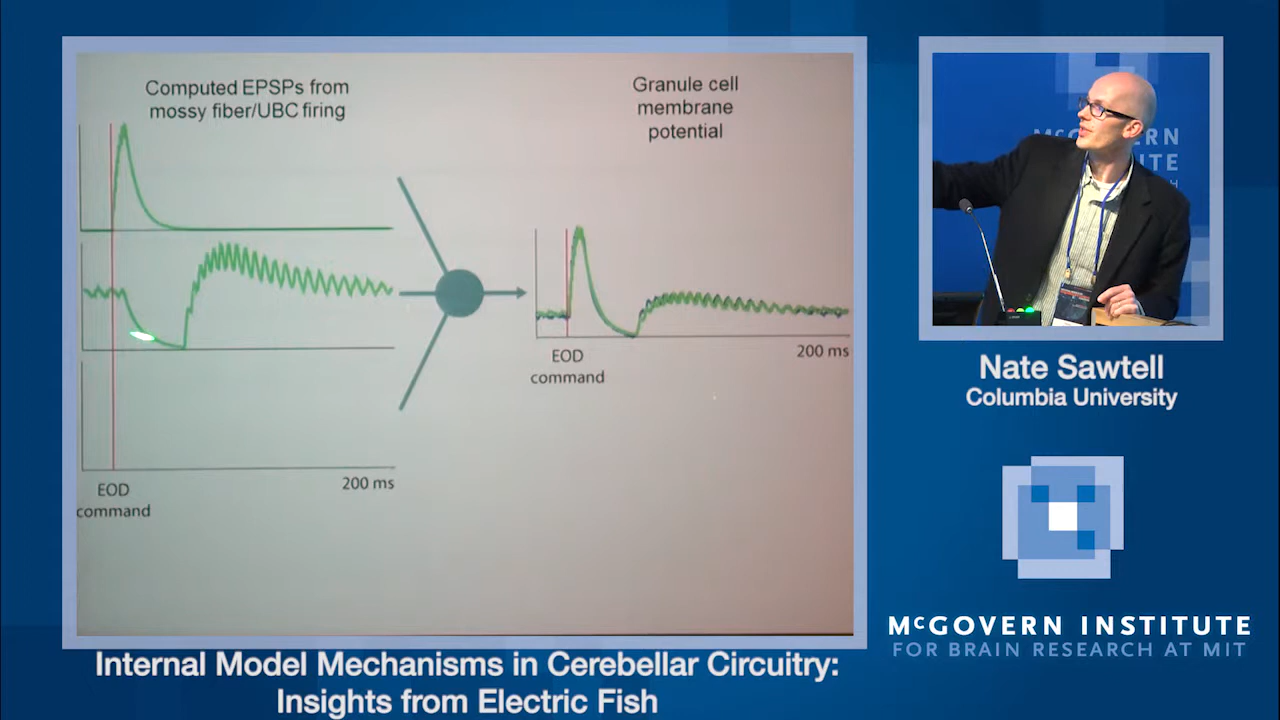 Computed EPSPs from
mossy fiber/UBC firing
Granule cell
membrane
potential
EOD
command
200 ms
200 ms
EOD
command
Nate Sawtell
Columbia University
McGOVERN INSTITUTE
FOR BRAIN RESEARCH AT MIT
Internal Model Mechanisms in Cerebellar Circuitry:
Insights from Electric Fish